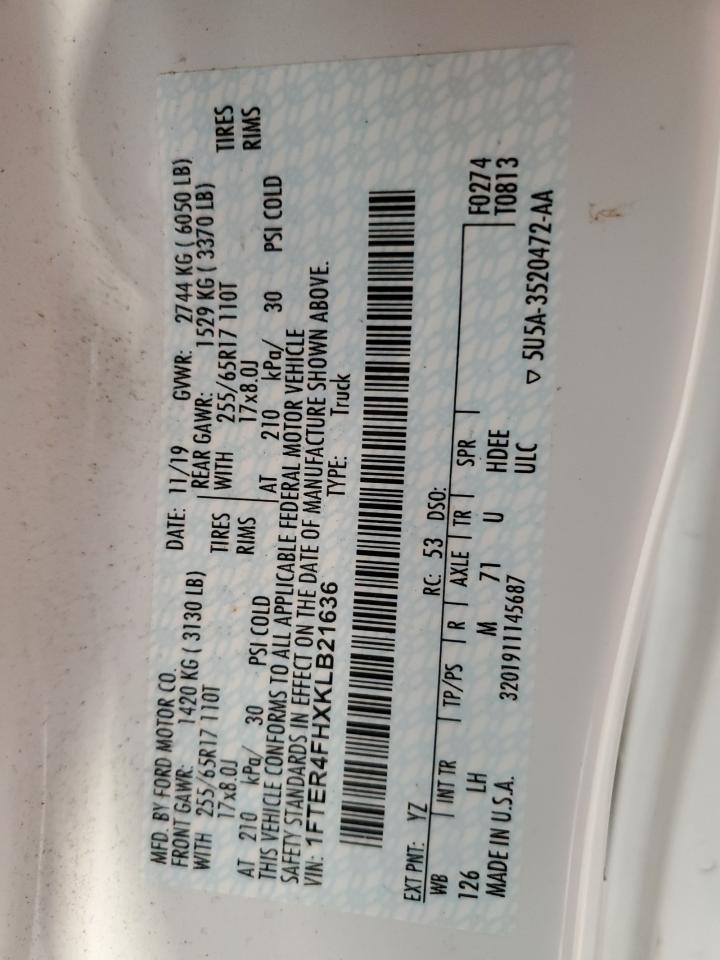 MFD. BY FORD MOTOR CO. DATE: 11/19 GVWR: 2744 KG ( 6050 LB)
FRONT GAWR: 1420 KG ( 3130 LB) REAR GAWR: 1529 KG ( 3370 LB)
WITH 255/65R17 110T TIRES WITH 255/65R17 110T TIRES
17x8.0J RIMS 17x8.0J RIMS
AT 210 kPa/ 30 PSI COLD AT 210 kPa/ 30 PSI COLD
THIS VEHICLE CONFORMS TO ALL APPLICABLE FEDERAL MOTOR VEHICLE
SAFETY STANDARDS IN EFFECT ON THE DATE OF MANUFACTURE SHOWN ABOVE.
VIN: 1FTER4FHXKLB21636 TYPE: Truck
EXT PNT: YZ RC: 53 DSO:
WB INT TR TP/PS R AXLE TR SPR F0274
126 LH M 71 U HDEE T0813
3201911145687 ULC
MADE IN U.S.A. ▽ 5U5A-3520472-AA